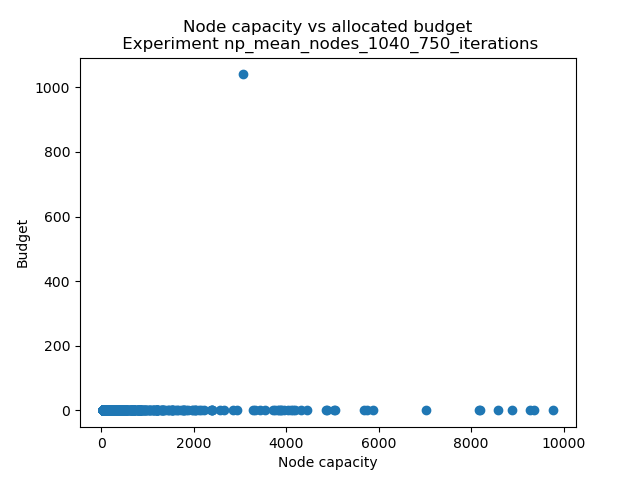 Node capacity vs allocated budget
Experiment np_mean_nodes_1040_750_iterations
1000
800
600
400
200
0
Budget
0 2000 4000 6000 8000 10000
Node capacity